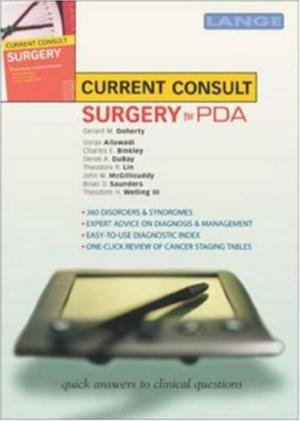 LANGE
CURRENT CONSULT
SURGERY
CURRENT CONSULT
SURGERY for PDA
Gerard M. Doherty
Gorav Ailawadi
Charles E. Binkley
Derek A. DuBay
Theodore R. Lin
John W. McGillicuddy
Brian D. Saunders
Theodore H. Welling III
• 360 DISORDERS & SYNDROMES
• EXPERT ADVICE ON DIAGNOSIS & MANAGEMENT
• EASY-TO-USE DIAGNOSTIC INDEX
• ONE-CLICK REVIEW OF CANCER STAGING TABLES
quick answers to clinical questions